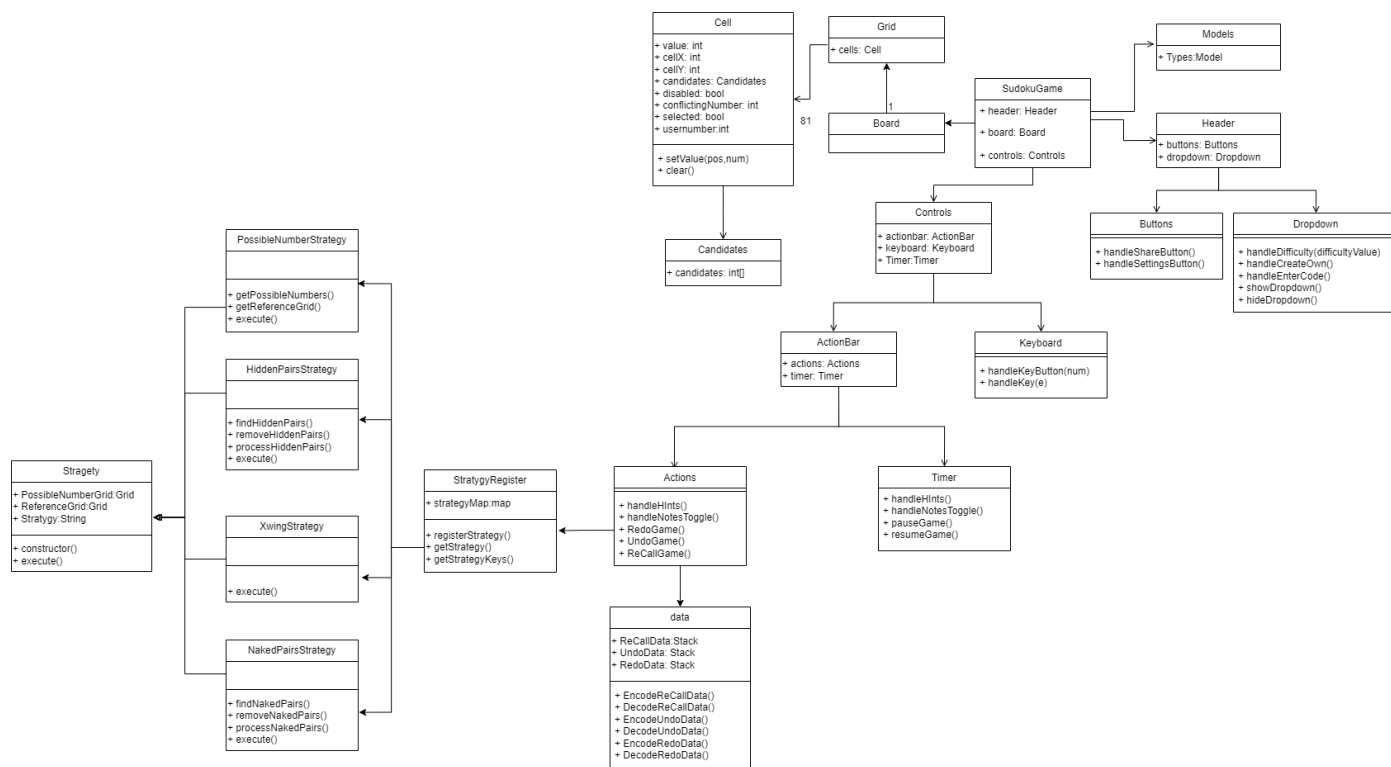 Cell
+ value: int
+ cellX: int
+ cellY: int
+ candidates: Candidates
+ disabled: bool
+ conflictingNumber: int
+ selected: bool
+ usernumber:int
+ setValue(pos,num)
+ clear()
Grid
+ cells: Cell
81
1
Board
SudokuGame
+ header: Header
+ board: Board
+ controls: Controls
Models
+ Types:Model
Header
+ buttons: Buttons
+ dropdown: Dropdown
Buttons
+ handleShareButton()
+ handleSettingsButton()
Dropdown
+ handleDifficulty(difficultyValue)
+ handleCreateOwn()
+ handleEnterCode()
+ showDropdown()
+ hideDropdown()
Candidates
+ candidates: int[]
Controls
+ actionbar: ActionBar
+ keyboard: Keyboard
+ Timer:Timer
ActionBar
+ actions: Actions
+ timer: Timer
Keyboard
+ handleKeyButton(num)
+ handleKey(e)
PossibleNumberStrategy
+ getPossibleNumbers()
+ getReferenceGrid()
+ execute()
HiddenPairsStrategy
+ findHiddenPairs()
+ removeHiddenPairs()
+ processHiddenPairs()
+ execute()
Stragety
+ PossibleNumberGrid:Grid
+ ReferenceGrid:Grid
+ Stratygy:String
+ constructor()
+ execute()
XwingStrategy
+ execute()
NakedPairsStrategy
+ findNakedPairs()
+ removeNakedPairs()
+ processNakedPairs()
+ execute()
StratygyRegister
+ strategyMap:map
+ registerStrategy()
+ getStrategy()
+ getStrategyKeys()
Actions
+ handleHInts()
+ handleNotesToggle()
+ RedoGame()
+ UndoGame()
+ ReCallGame()
Timer
+ handleHInts()
+ handleNotesToggle()
+ pauseGame()
+ resumeGame()
data
+ ReCallData:Stack
+ UndoData: Stack
+ RedoData: Stack
+ EncodeReCallData()
+ DecodeReCallData()
+ EncodeUndoData()
+ DecodeUndoData()
+ EncodeRedoData()
+ DecodeRedoData()